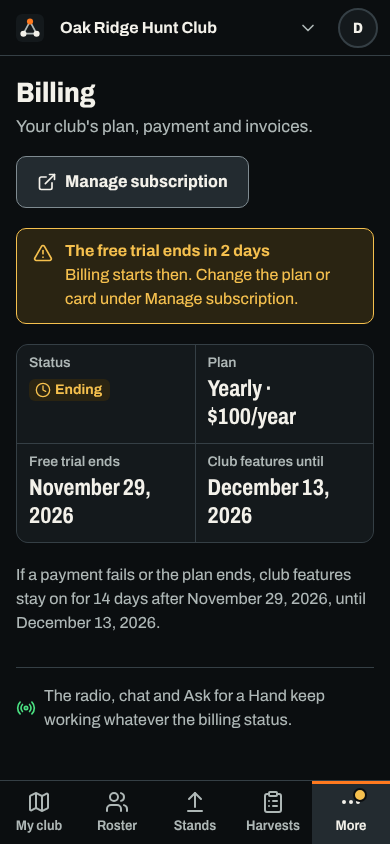 Oak Ridge Hunt Club
D
Billing
Your club's plan, payment and invoices.
Manage subscription
The free trial ends in 2 days
Billing starts then. Change the plan or
card under Manage subscription.
Status
Ending
Plan
Yearly ·
$100/year
Free trial ends
November 29,
2026
Club features until
December 13,
2026
If a payment fails or the plan ends, club features
stay on for 14 days after November 29, 2026, until
December 13, 2026.
The radio, chat and Ask for a Hand keep
working whatever the billing status.
My club
Roster
Stands
Harvests
More